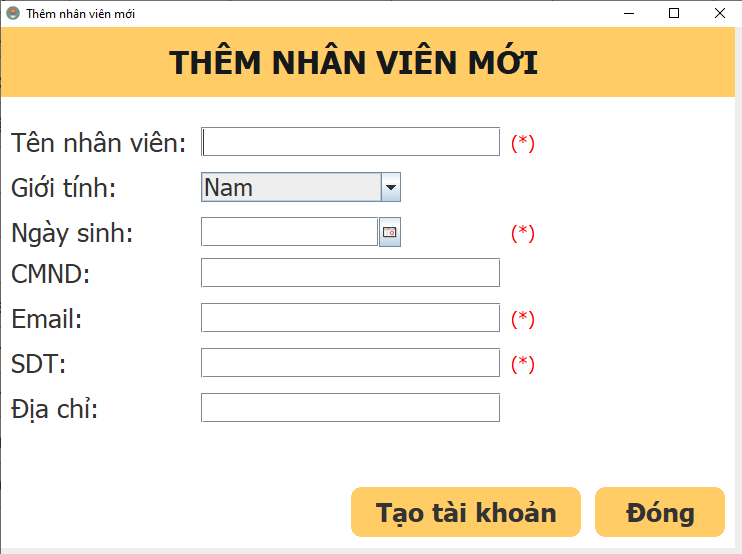 Thêm nhân viên mới
THÊM NHÂN VIÊN MỚI
Tên nhân viên: (*)
Giới tính: Nam
Ngày sinh: (*)
CMND:
Email: (*)
SDT: (*)
Địa chỉ:
Tạo tài khoản Đóng